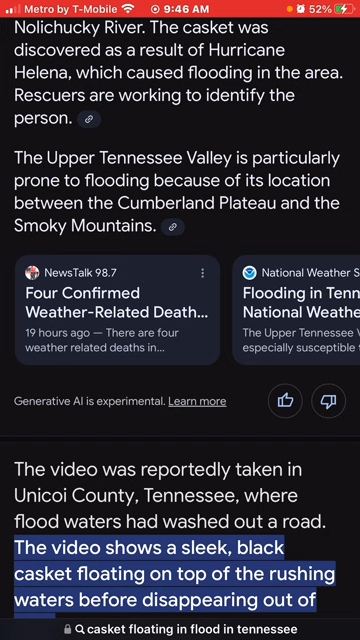 Metro by T-Mobile 9:46 AM 52%
Nolichucky River. The casket was
discovered as a result of Hurricane
Helena, which caused flooding in the area.
Rescuers are working to identify the
person.
The Upper Tennessee Valley is particularly
prone to flooding because of its location
between the Cumberland Plateau and the
Smoky Mountains.
NewsTalk 98.7
Four Confirmed
Weather-Related Death...
19 hours ago — There are four
weather related deaths in...
National Weather S
Flooding in Tenn
National Weathe
The Upper Tennessee V
especially susceptible
Generative AI is experimental. Learn more
The video was reportedly taken in
Unicoi County, Tennessee, where
flood waters had washed out a road.
The video shows a sleek, black
casket floating on top of the rushing
waters before disappearing out of
casket floating in flood in tennessee